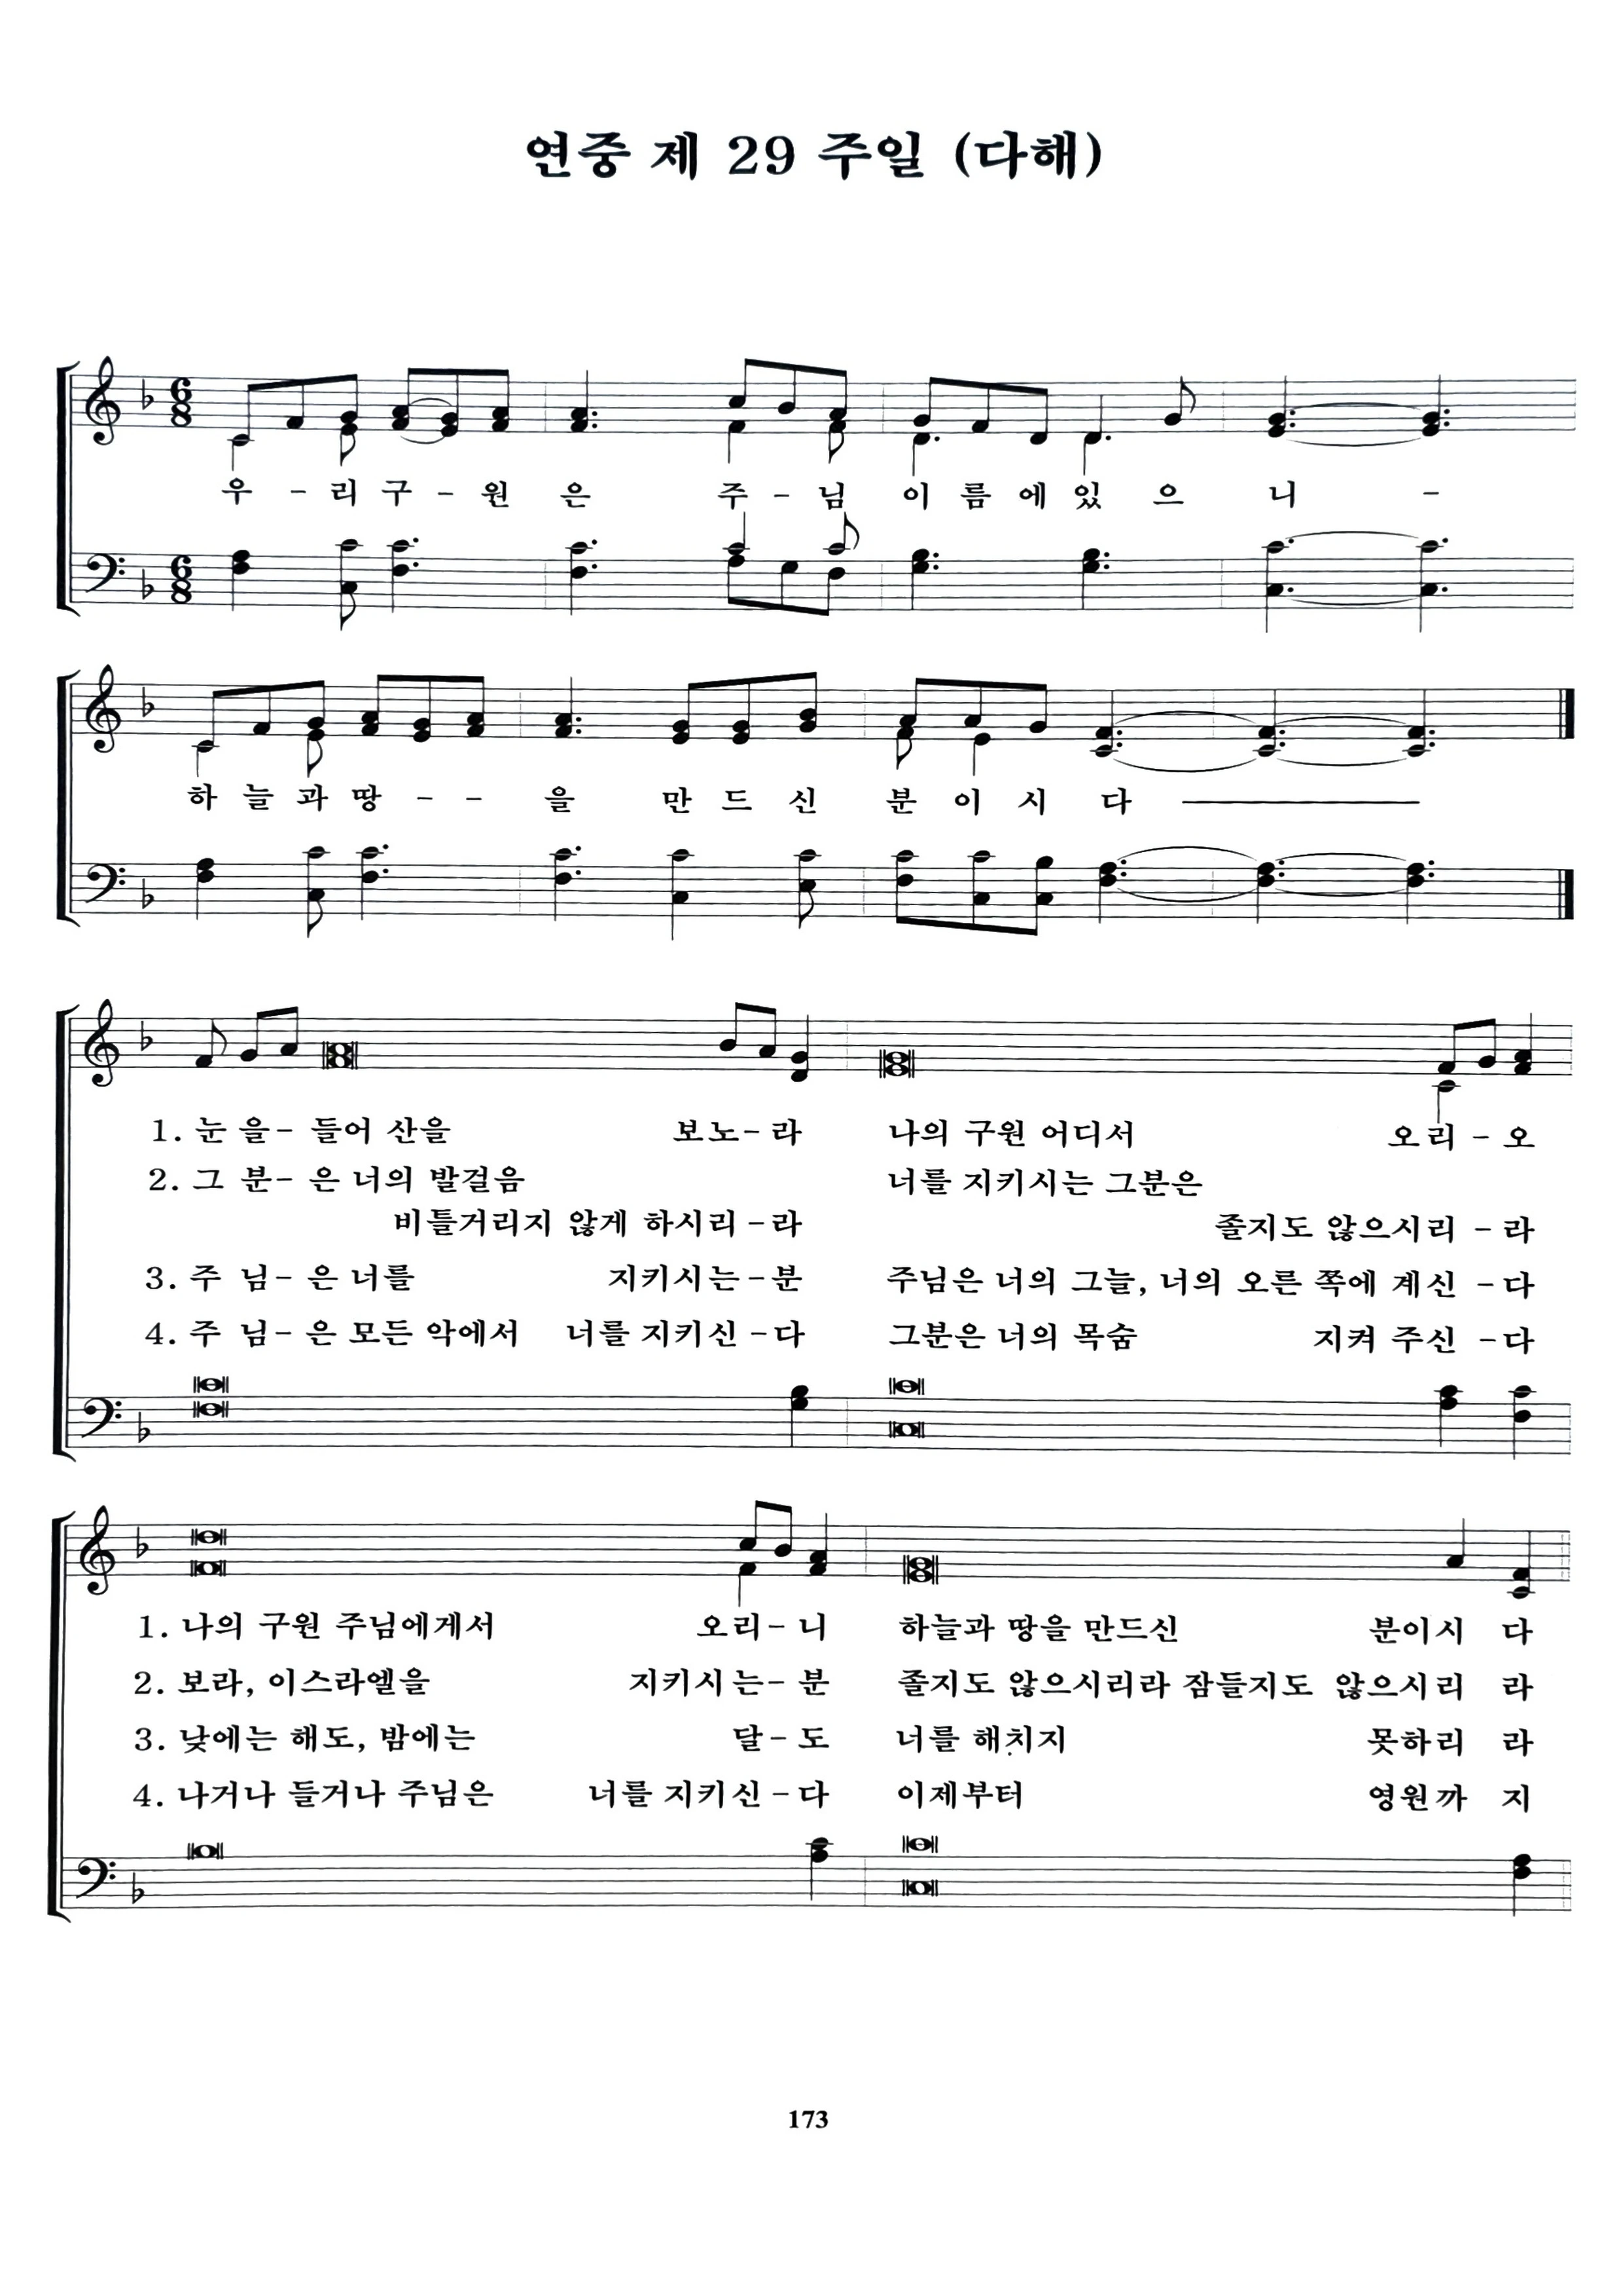 연중 제 29 주일 (다해)
6 8
우 - 리 구 - 원 은 주 - 님 이 름 에 있 으 니 -
6 8
하 늘 과 땅 - - 을 만 드 신 분 이 시 다
1. 눈 을- 들어 산을 보노- 라 나의 구원 어디서 오리 - 오
2. 그 분- 은 너의 발걸음 너를 지키시는 그분은
비틀거리지 않게 하시리 -라 졸지도 않으시리 - 라
3. 주 님- 은 너를 지키시는-분 주님은 너의 그늘, 너의 오른 쪽에 계신 -다
4. 주 님- 은 모든 악에서 너를 지키신 -다 그분은 너의 목숨 지켜 주신 -다
1. 나의 구원 주님에게서 오리- 니 하늘과 땅을 만드신 분이시 다
2. 보라, 이스라엘을 지키시는- 분 졸지도 않으시리라 잠들지도 않으시리 라
3. 낮에는 해도, 밤에는 달- 도 너를 해치지 못하리 라
4. 나거나 들거나 주님은 너를 지키신 -다 이제부터 영원까 지
173